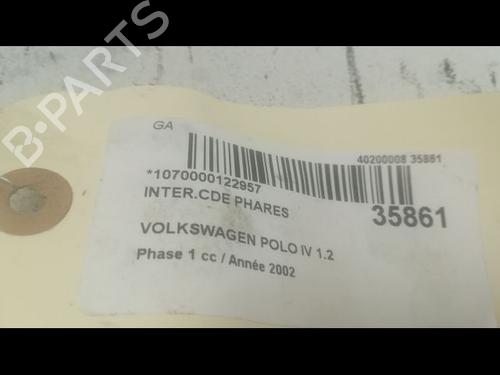 B-PARTS
GA
40200008 35861
*1070000122957
INTER.CDE PHARES
35861
VOLKSWAGEN POLO IV 1.2
Phase 1 cc / Année 2002